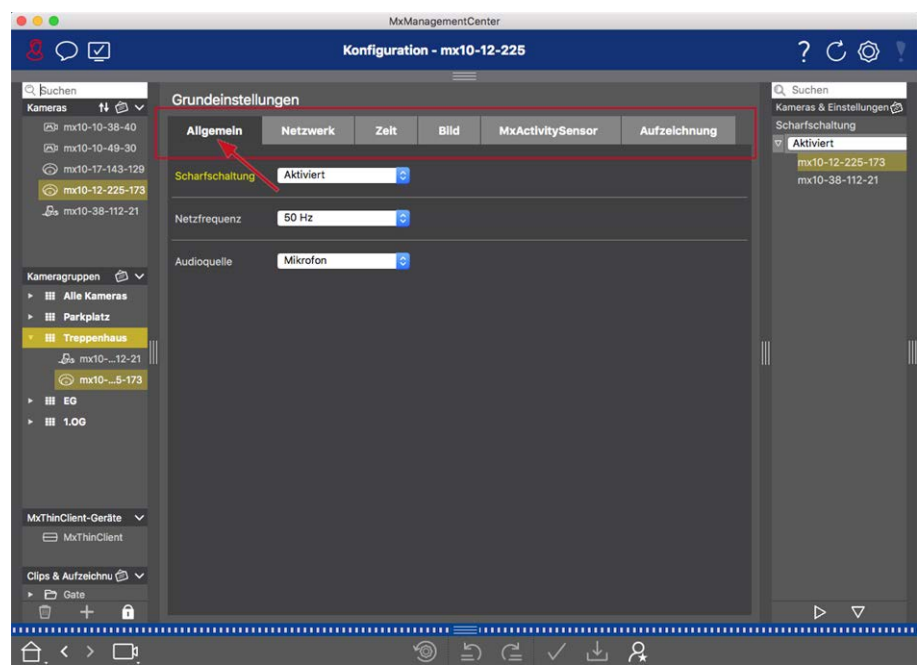 MxManagementCenter
Konfiguration - mx10-12-225
Suchen
Kameras
mx10-10-38-40
mx10-10-49-30
mx10-17-143-129
mx10-12-225-173
mx10-38-112-21
Kameragruppen
Alle Kameras
Parkplatz
Treppenhaus
mx10-...12-21
mx10-...5-173
EG
1.OG
MxThinClient-Geräte
MxThinClient
Clips & Aufzeichnu
Gate
Grundeinstellungen
Allgemein Netzwerk Zeit Bild MxActivitySensor Aufzeichnung
Scharfschaltung Aktiviert
Netzfrequenz 50 Hz
Audioquelle Mikrofon
Suchen
Kameras & Einstellungen
Scharfschaltung
Aktiviert
mx10-12-225-173
mx10-38-112-21